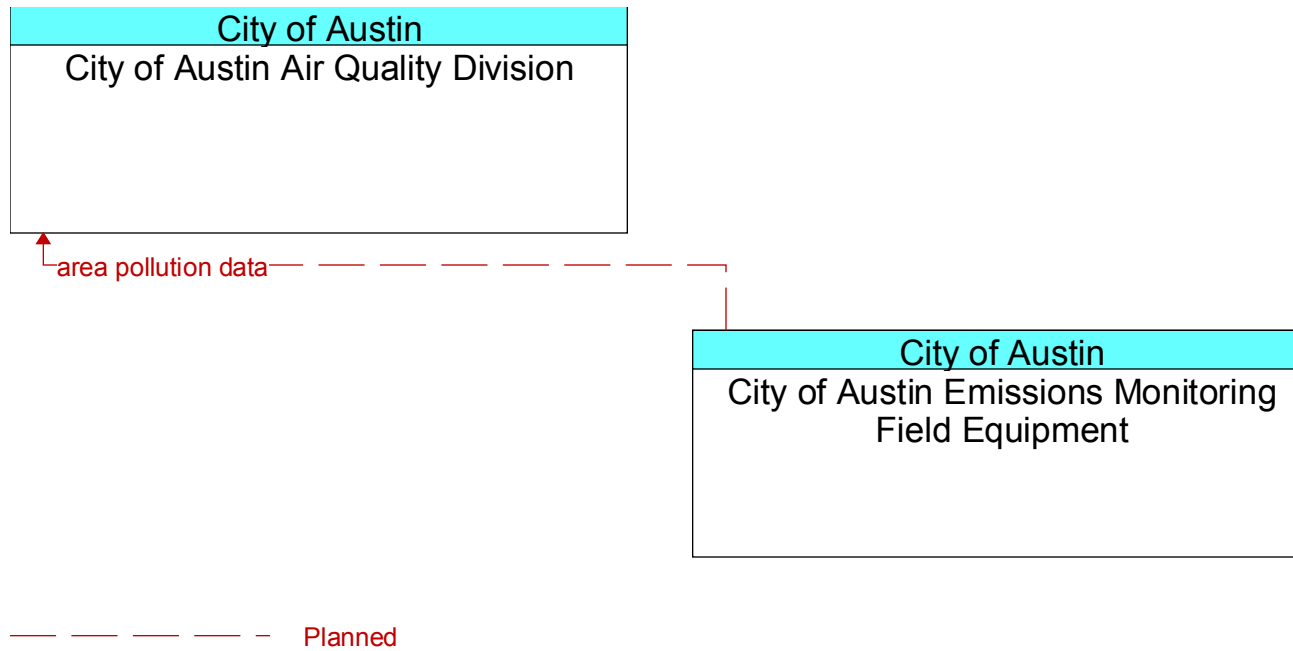 City of Austin
City of Austin Air Quality Division
area pollution data
City of Austin
City of Austin Emissions Monitoring
Field Equipment
Planned